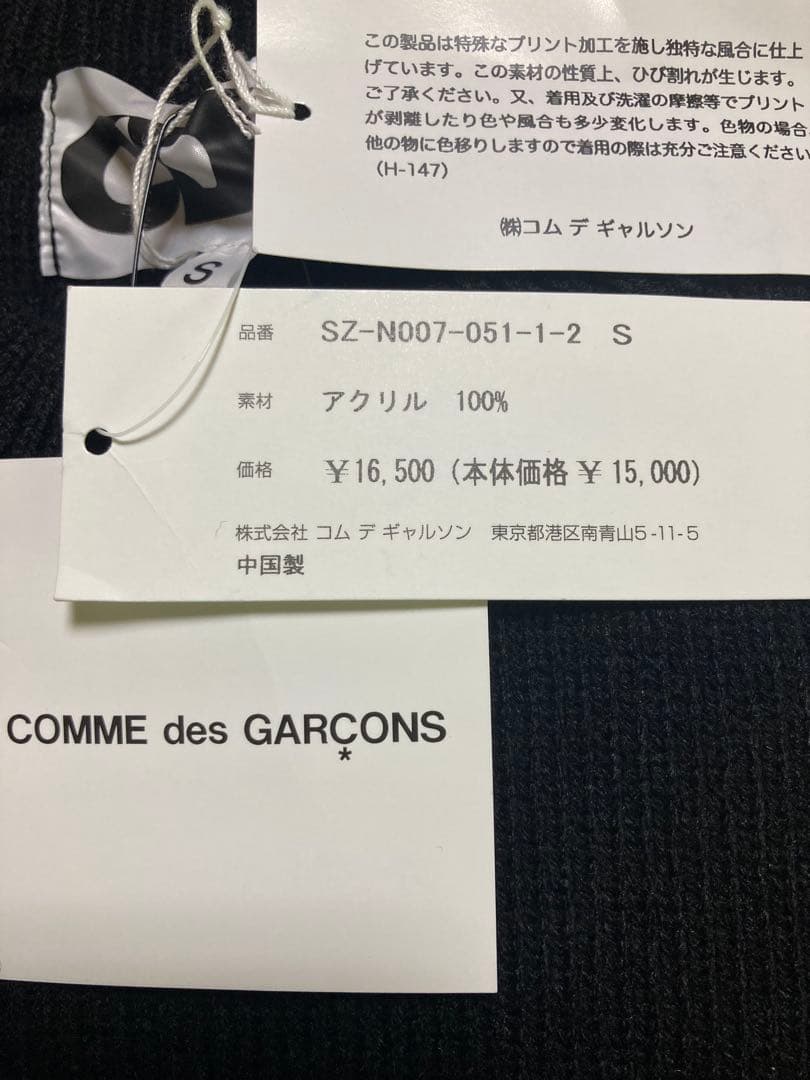 この製品は特殊なプリント加工を施し独特な風合に仕上
げています。この素材の性質上、ひび割れが生じます。
ご了承ください。又、着用及び洗濯の摩擦等でプリント
が剥離したり色や風合も多少変化します。色物の場合
他の物に色移りしますので着用の際は充分ご注意ください
(H-147)
㈱コム デ ギャルソン
S
品番 SZ-N007-051-1-2 S
素材 アクリル 100%
価格 ¥16,500 (本体価格 ¥ 15,000)
株式会社 コム デ ギャルソン 東京都港区南青山5-11-5
中国製
COMME des GARÇONS
*